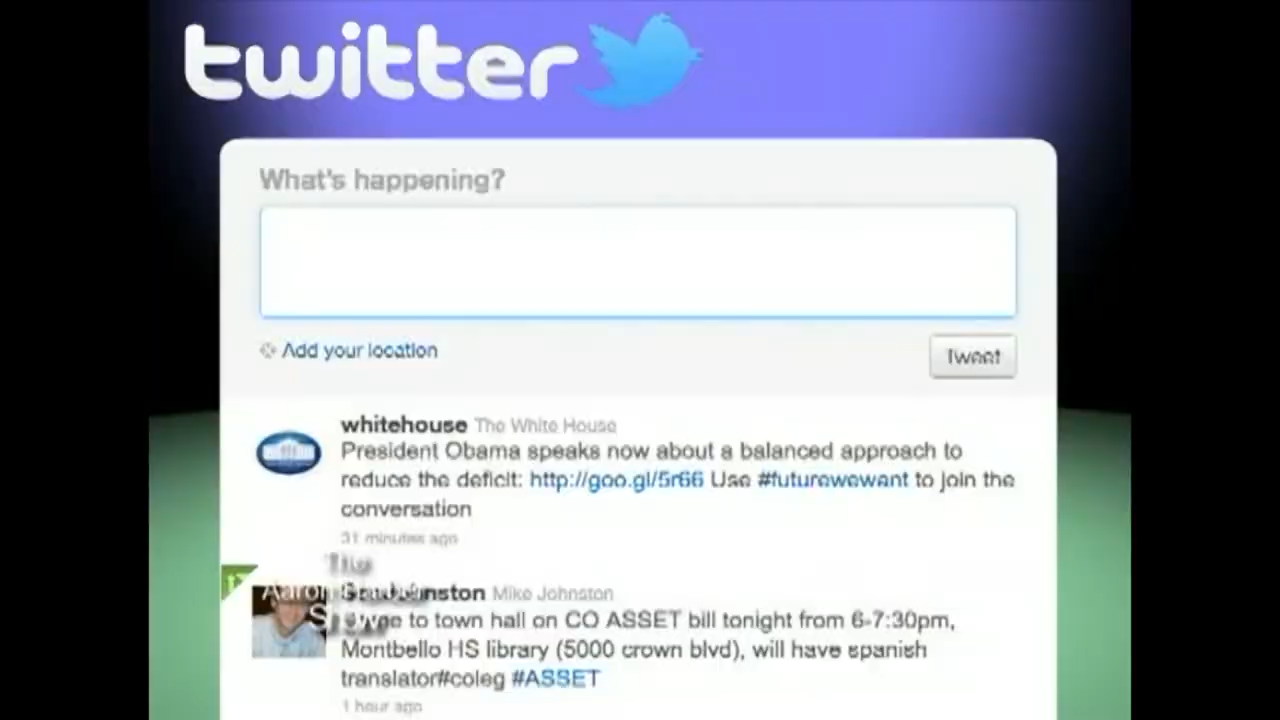 twitter
What's happening?
Add your location
Tweet
whitehouse The White House
President Obama speaks now about a balanced approach to
reduce the deficit: http://goo.gl/5r66 Use #futurewewant to join the
conversation
31 minutes ago
The
Aaron
Show
Mike Johnston
to town hall on CO ASSET bill tonight from 6-7:30pm,
Montbello HS library (5000 crown blvd), will have spanish
translator#coleg #ASSET
1 hour ago